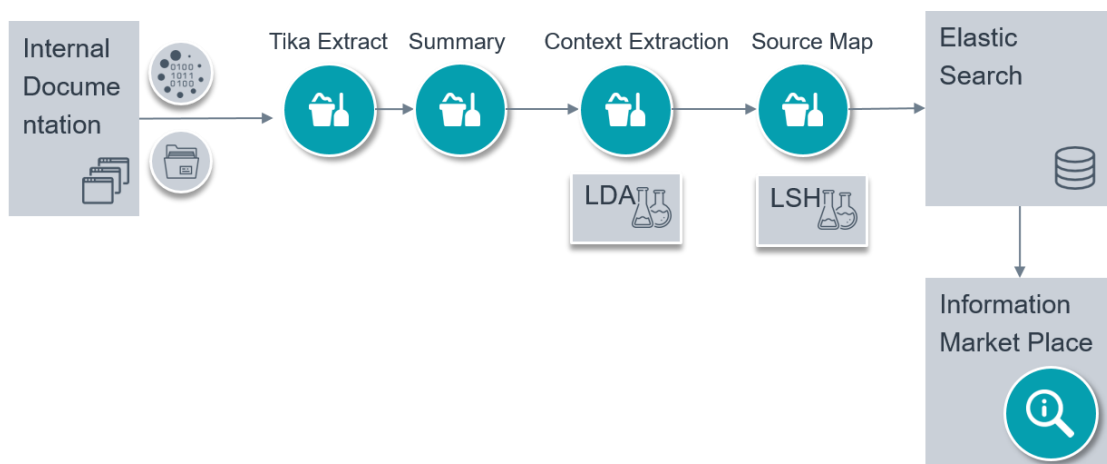 Internal
Docume
ntation
0100
1011
0100
Tika Extract
Summary
Context Extraction
Source Map
LDA
LSH
Elastic
Search
Information
Market Place
i